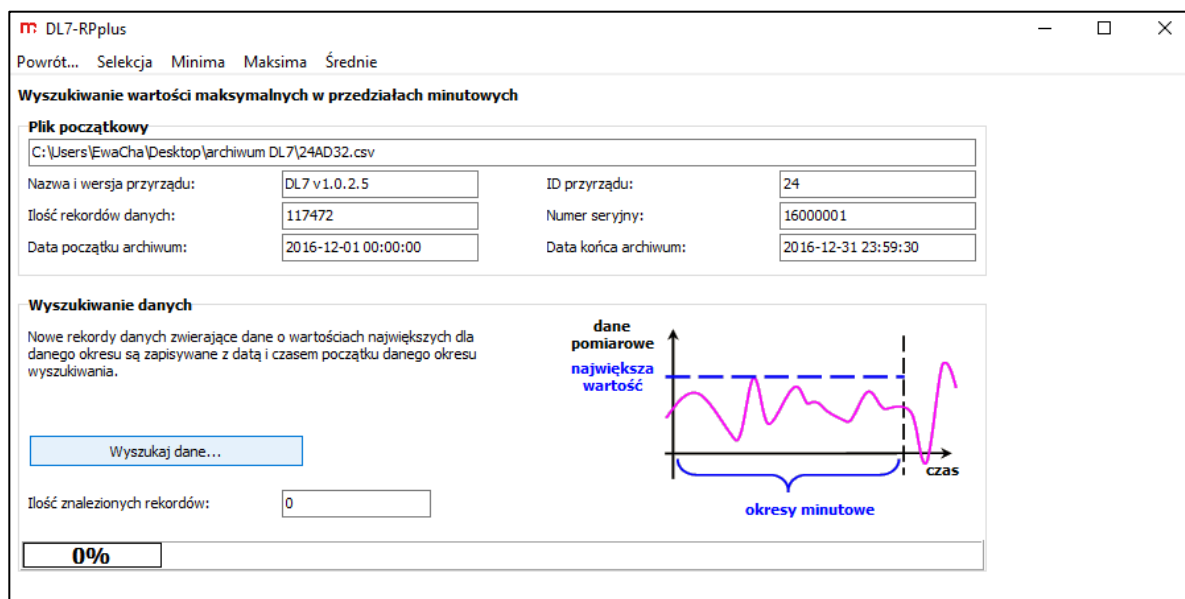 DL7-RPplus
Powrót... Selekcja Minima Maksima Średnie
Wyszukiwanie wartości maksymalnych w przedziałach minutowych
Plik początkowy
C:\Users\EwaCha\Desktop\archiwum DL7\24AD32.csv
Nazwa i wersja przyrządu: DL7 v1.0.2.5 ID przyrządu: 24
Ilość rekordów danych: 117472 Numer seryjny: 16000001
Data początku archiwum: 2016-12-01 00:00:00 Data końca archiwum: 2016-12-31 23:59:30
Wyszukiwanie danych
Nowe rekordy danych zwierające dane o wartościach największych dla
danego okresu są zapisywane z datą i czasem początku danego okresu
wyszukiwania.
dane
pomiarowe
największa
wartość
czas
okresy minutowe
Wyszukaj dane...
Ilość znalezionych rekordów: 0
0%